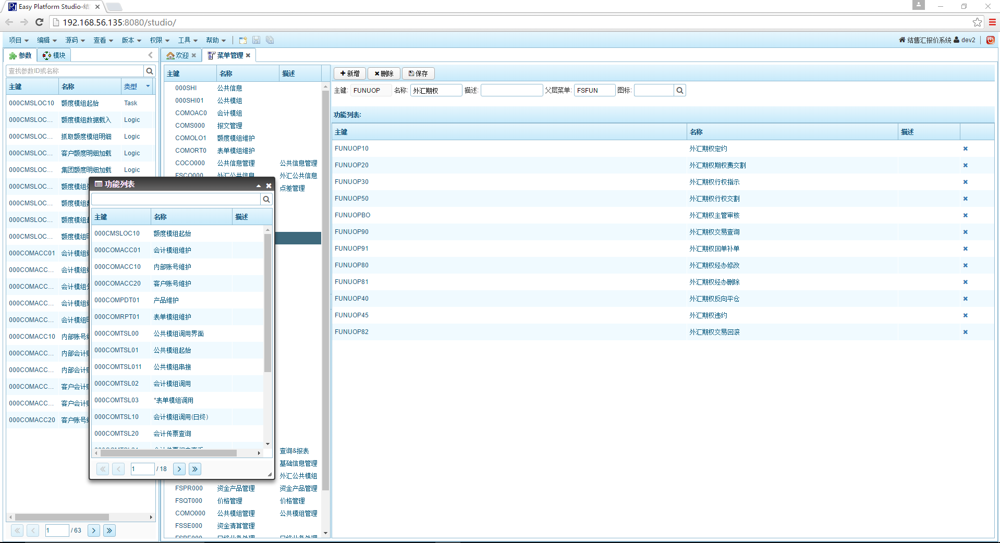 Easy Platform Studio-结
192.168.56.135:8080/studio/
项目 编辑 源码 查看 版本 权限 工具 帮助
结售汇报价系统 dev2
参数 模块
查找参数ID或名称
主键 名称 类型
000CMSLOC10 额度模组起始 Task
000CMSLOC... 额度模组数据载入 Logic
000CMSLOC... 抓取额度模组明细 Logic
000CMSLOC... 客户额度明细加载 Logic
000CMSLOC... 集团额度明细加载 Logic
000CMSLOC... 额度模组
000CMSLOC... 额度模组
000CMSLOC... 额度模组
000CMSLOC... 额度模组
000COMACC01 会计模组
000COMACC... 会计模组
000COMACC... 会计模组
000COMACC... 会计模组
000COMACC... 会计模组
000COMACC10 内部账号
000COMACC... 内部会计
000COMACC... 内部会计
000COMACC... 客户会计
000COMACC... 客户会计
000COMACC20 客户账号
1 / 63
欢迎 菜单管理
主键 名称 描述
000SHI 公共信息
000SHI01 公共模组
COMOAC0 会计模组
COMS000 报文管理
COMOLO1 额度模组维护
COMORT0 表单模组维护
COCO000 公共信息管理 公共信息管理
FSCO000 外汇公共信息 外汇公共信息
点差管理
查询&报表
基础信息管理
外汇公共模组
FSPR000 资金产品管理 资金产品管理
FSQT000 价格管理 价格管理
COMO000 公共模组管理 公共模组管理
FSSE000 资金清算管理
功能列表
主键 名称 描述
000CMSLOC10 额度模组起始
000COMACC01 会计模组维护
000COMACC10 内部账号维护
000COMACC20 客户账号维护
000COMPDT01 产品维护
000COMRPT01 表单模组维护
000COMTSL00 公共模组调用界面
000COMTSL01 公共模组起始
000COMTSL011 公共模组串接
000COMTSL02 会计模组调用
000COMTSL03 *表单模组调用
000COMTSL10 会计模组调用(日终)
000COMTSL20 会计传票查询
1 / 18
新增 删除 保存
主键: FUNUOP 名称: 外汇期权 描述: 父层菜单: FSFUN 图标:
功能列表:
主键 名称 描述
FUNUOP10 外汇期权定约
FUNUOP20 外汇期权期权费交割
FUNUOP30 外汇期权行权指示
FUNUOP50 外汇期权行权交割
FUNUOPBO 外汇期权主管审核
FUNUOP90 外汇期权交易查询
FUNUOP91 外汇期权回单补单
FUNUOP80 外汇期权经办修改
FUNUOP81 外汇期权经办删除
FUNUOP40 外汇期权反向平仓
FUNUOP45 外汇期权违约
FUNUOP82 外汇期权交易回滚